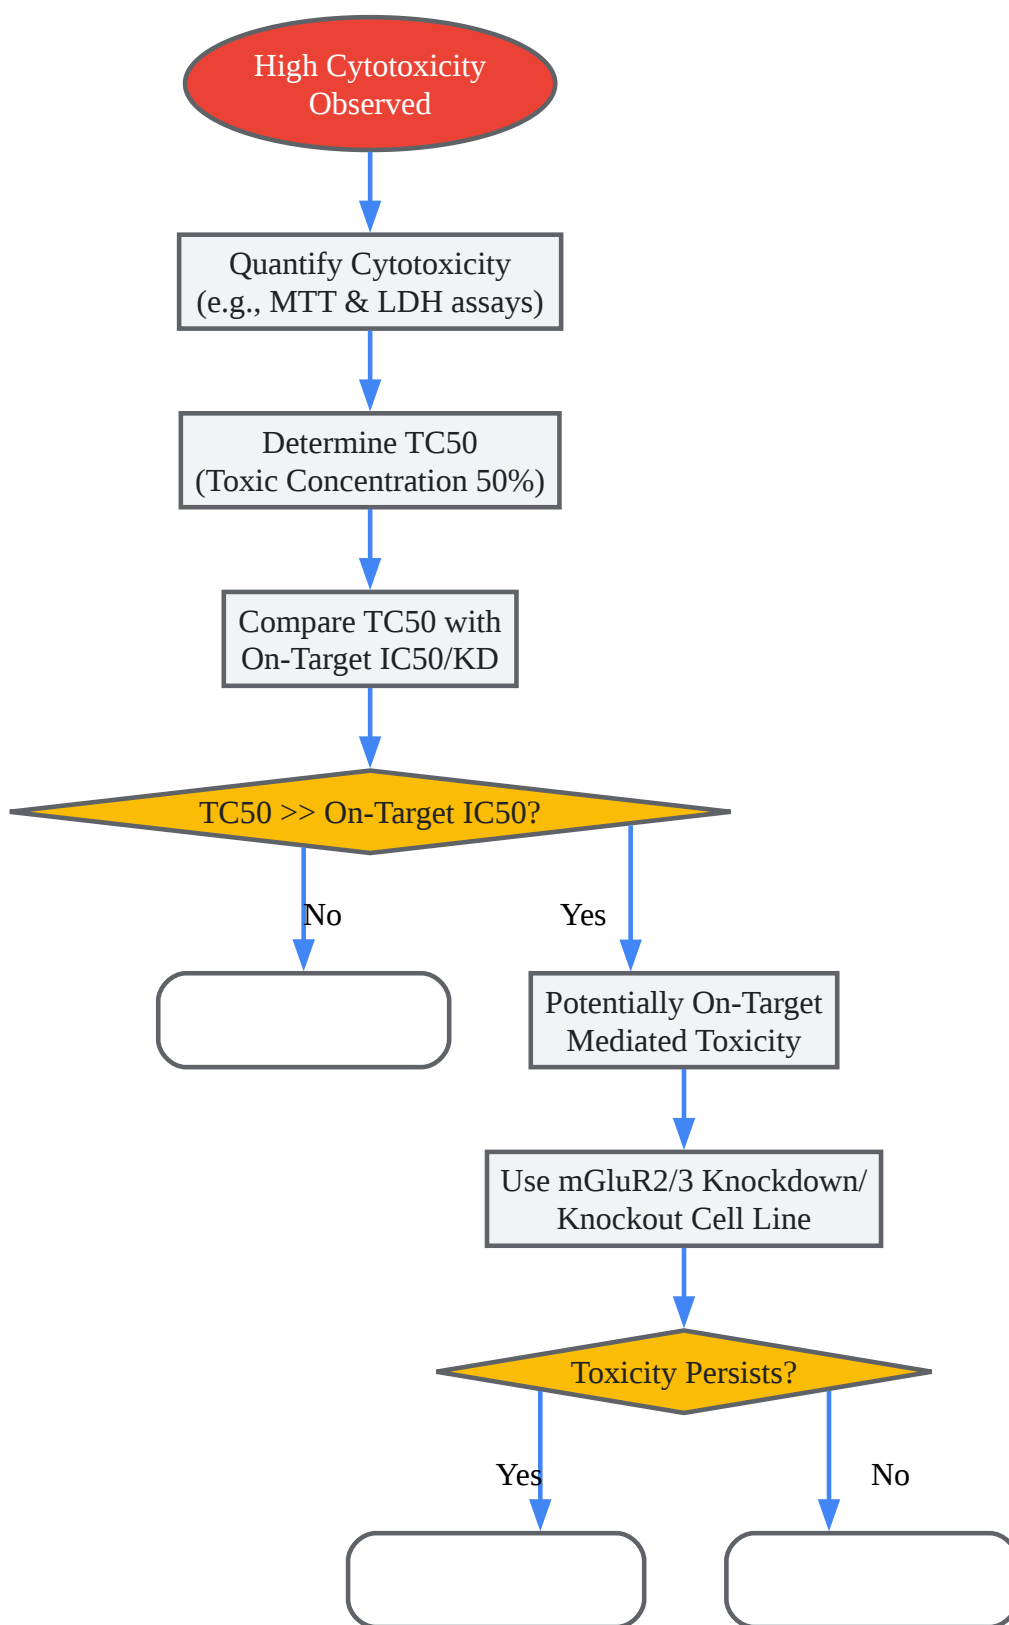 High Cytotoxicity
Observed
Quantify Cytotoxicity
(e.g., MTT & LDH assays)
Determine TC50
(Toxic Concentration 50%)
Compare TC50 with
On-Target IC50/KD
TC50 >> On-Target IC50?
No
Yes
Potentially On-Target
Mediated Toxicity
Use mGluR2/3 Knockdown/
Knockout Cell Line
Toxicity Persists?
Yes
No